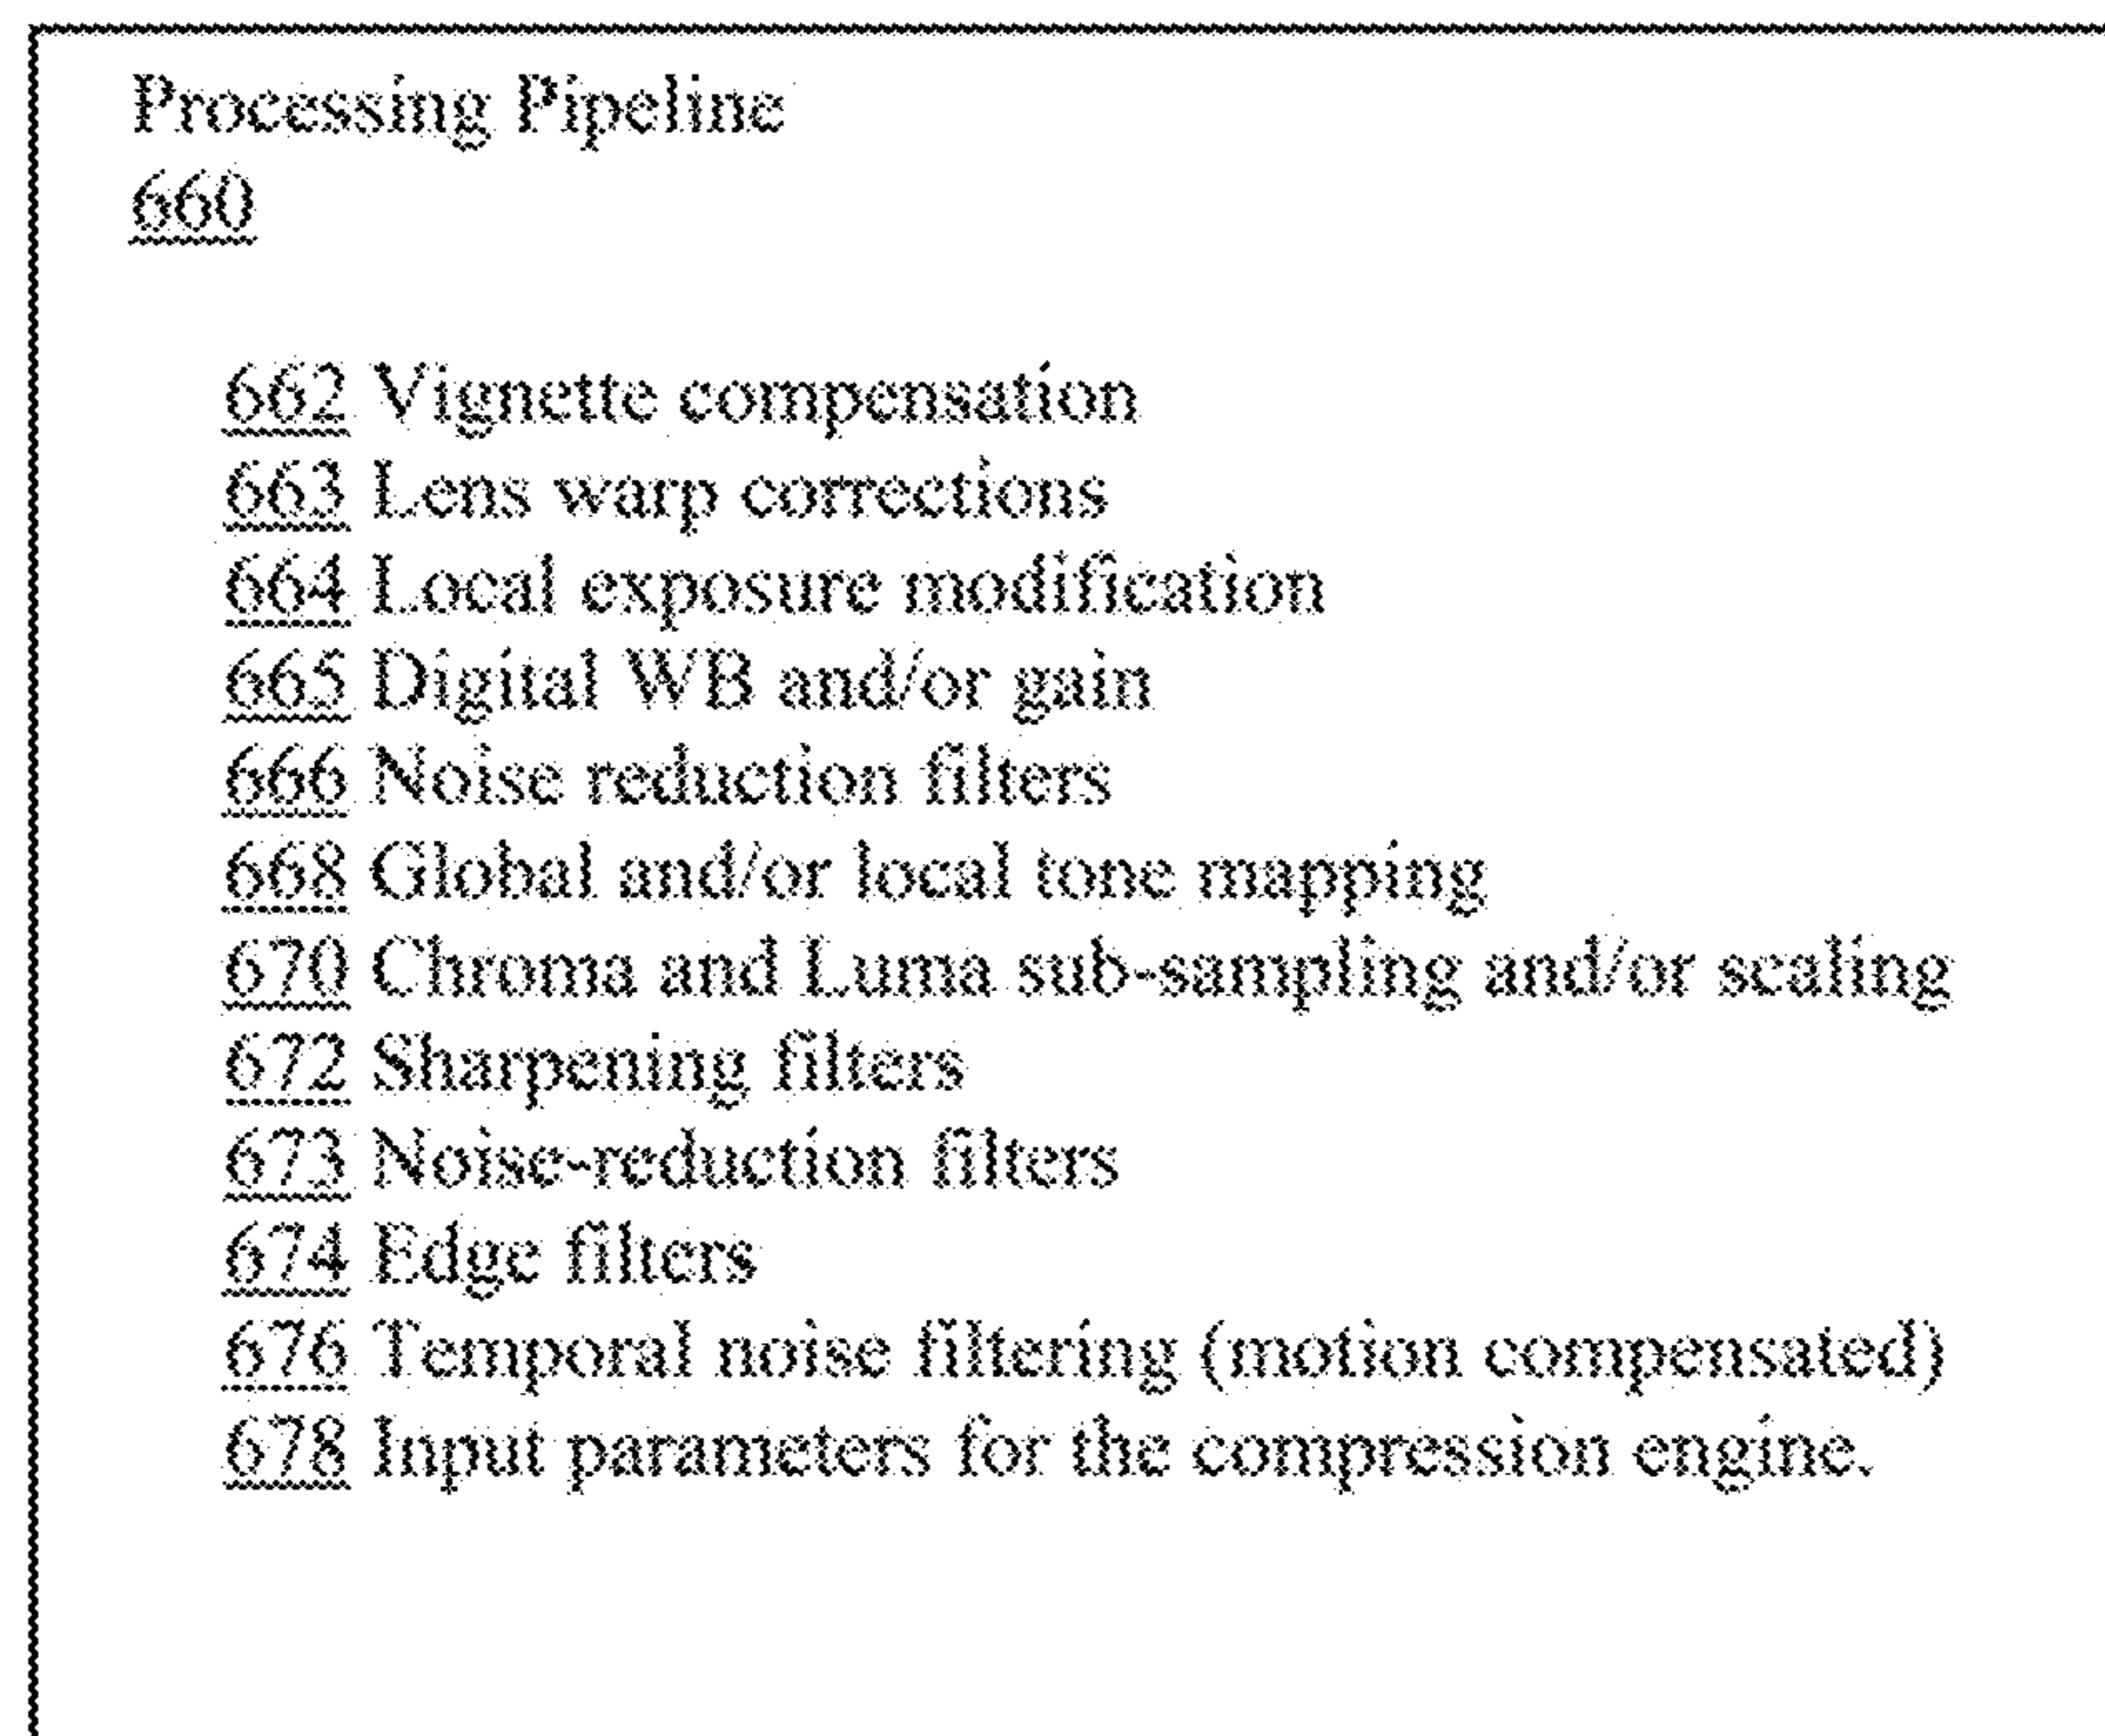 Processing Pipeline
660
662 Vignette compensation
663 Lens warp corrections
664 Local exposure modification
665 Digital WB and/or gain
666 Noise reduction filters
668 Global and/or local tone mapping
670 Chroma and Luma sub-sampling and/or scaling
672 Sharpening filters
673 Noise-reduction filters
674 Edge filters
676 Temporal noise filtering (motion compensated)
678 Input parameters for the compression engine.